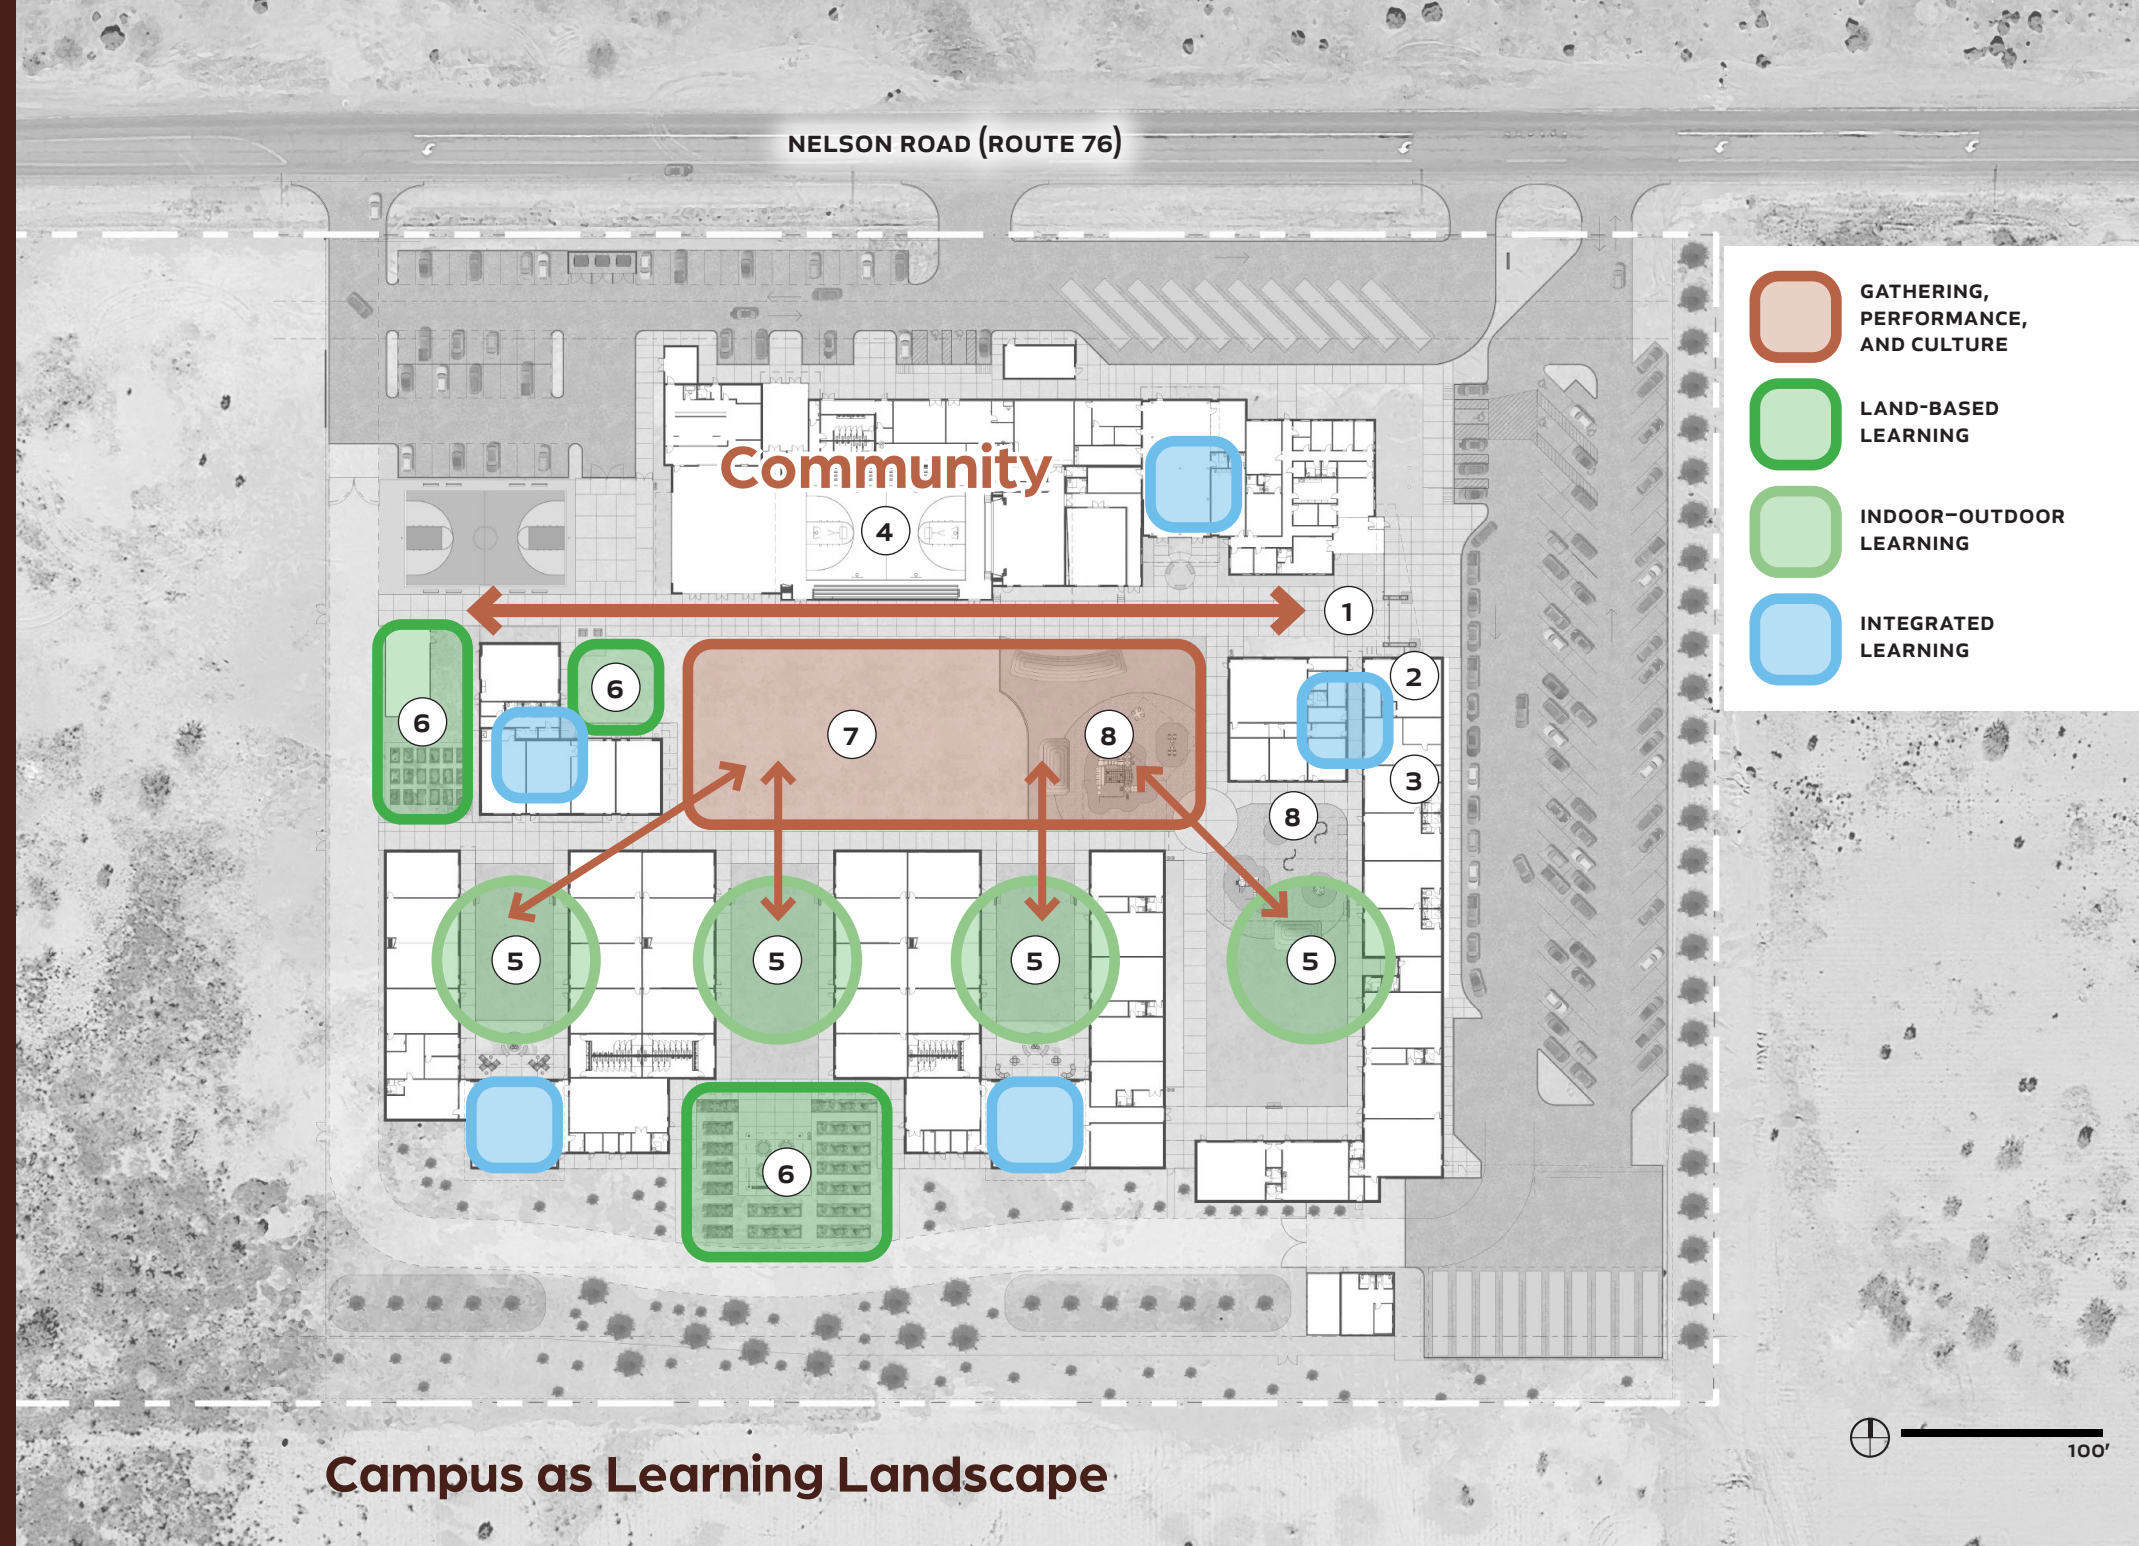 NELSON ROAD (ROUTE 76)
GATHERING,
PERFORMANCE,
AND CULTURE
LAND-BASED
LEARNING
INDOOR–OUTDOOR
LEARNING
INTEGRATED
LEARNING
Community
4
1
2
6
6
7
8
3
8
5
5
5
5
6
100'
Campus as Learning Landscape